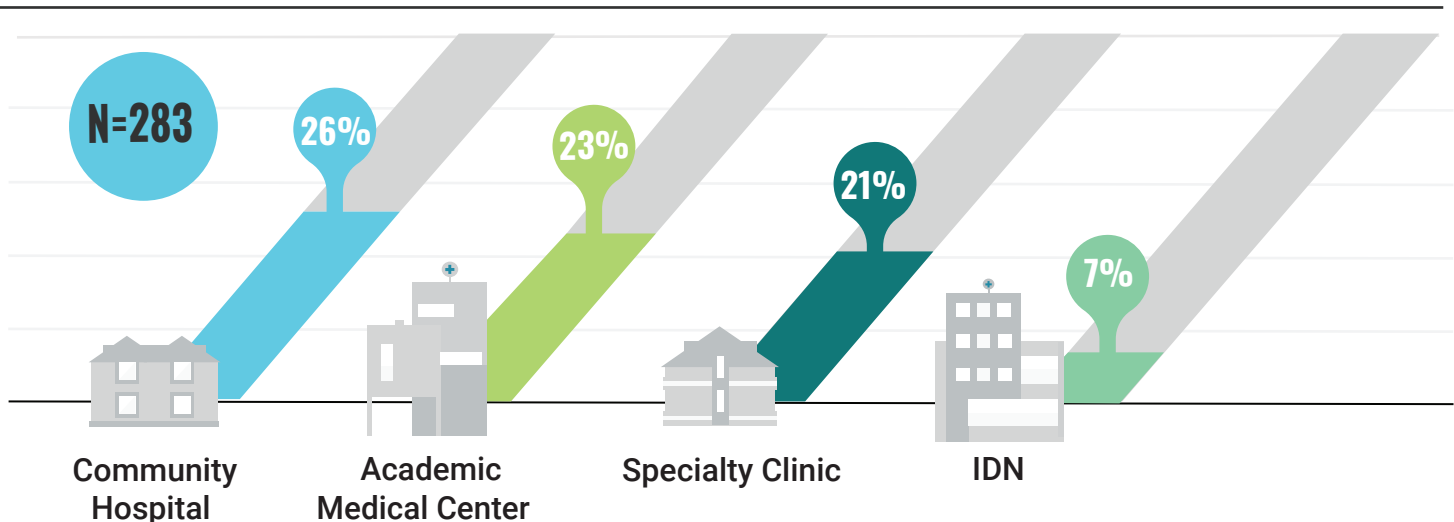 N=283
26%
23%
21%
7%
Community
Hospital
Academic
Medical Center
Specialty Clinic
IDN